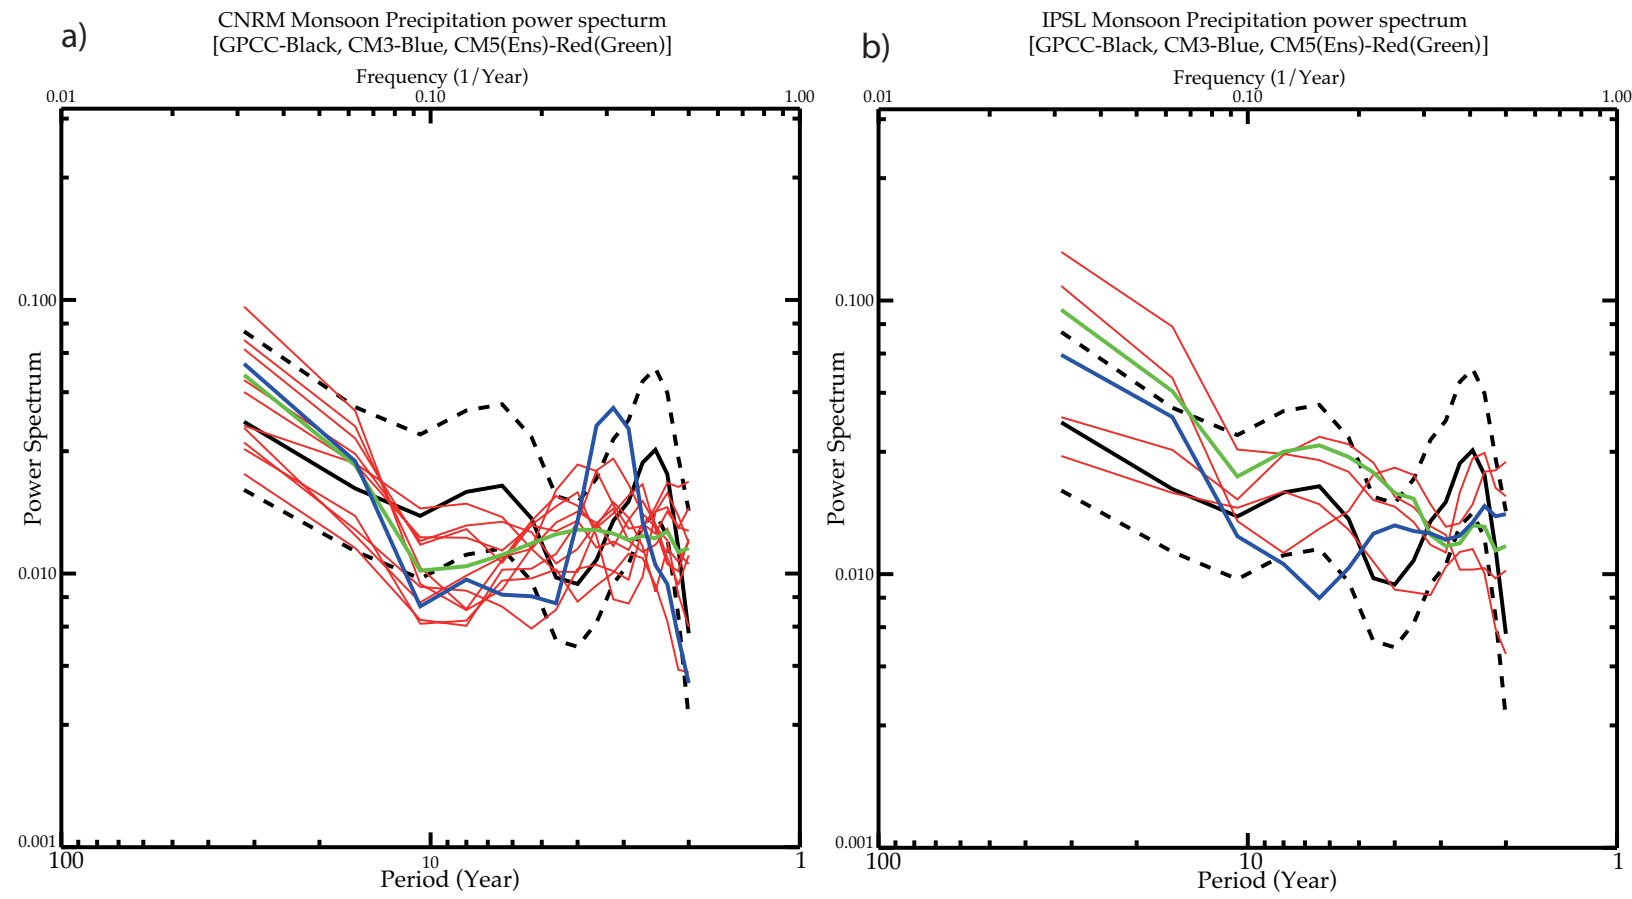 a)
CNRM Monsoon Precipitation power specturm
[GPCC-Black, CM3-Blue, CM5(Ens)-Red(Green)]
Frequency (1/Year)
0.01 0.10 1.00
0.100
0.010
0.001
Power Spectrum
100 10 1
Period (Year)
b)
IPSL Monsoon Precipitation power spectrum
[GPCC-Black, CM3-Blue, CM5(Ens)-Red(Green)]
Frequency (1/Year)
0.01 0.10 1.00
0.100
0.010
0.001
Power Spectrum
100 10 1
Period (Year)